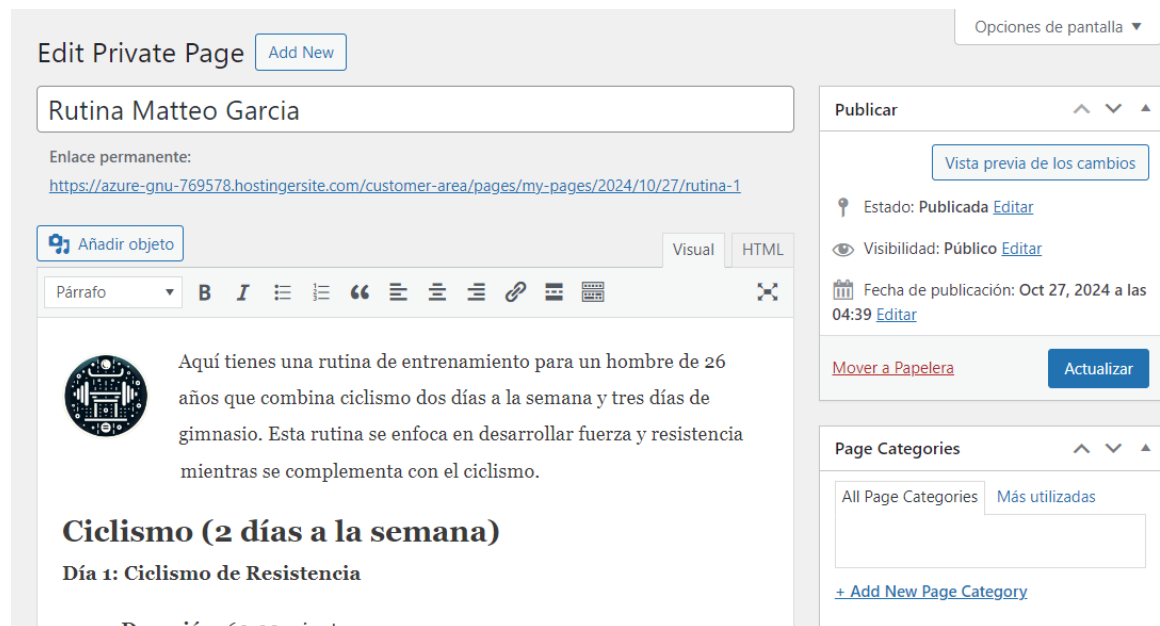 Opciones de pantalla ▼
Edit Private Page
Add New
Rutina Matteo Garcia
Enlace permanente:
https://azure-gnu-769578.hostingersite.com/customer-area/pages/my-pages/2024/10/27/rutina-1
Añadir objeto
Visual
HTML
Párrafo
Aquí tienes una rutina de entrenamiento para un hombre de 26
años que combina ciclismo dos días a la semana y tres días de
gimnasio. Esta rutina se enfoca en desarrollar fuerza y resistencia
mientras se complementa con el ciclismo.
Ciclismo (2 días a la semana)
Día 1: Ciclismo de Resistencia
Publicar
Vista previa de los cambios
Estado: Publicada Editar
Visibilidad: Público Editar
Fecha de publicación: Oct 27, 2024 a las
04:39 Editar
Mover a Papelera
Actualizar
Page Categories
All Page Categories
Más utilizadas
+ Add New Page Category